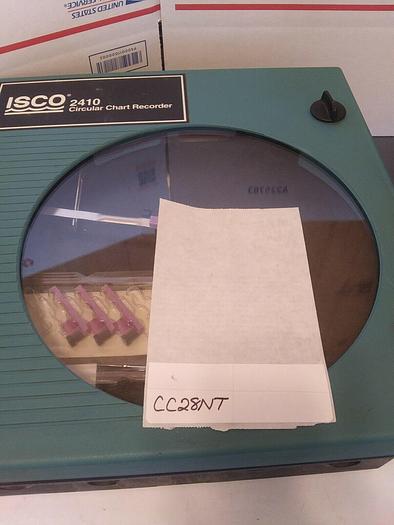 UNITED STATES
SERVICE®
ISCO® 2410
Circular Chart Recorder
CC28NT